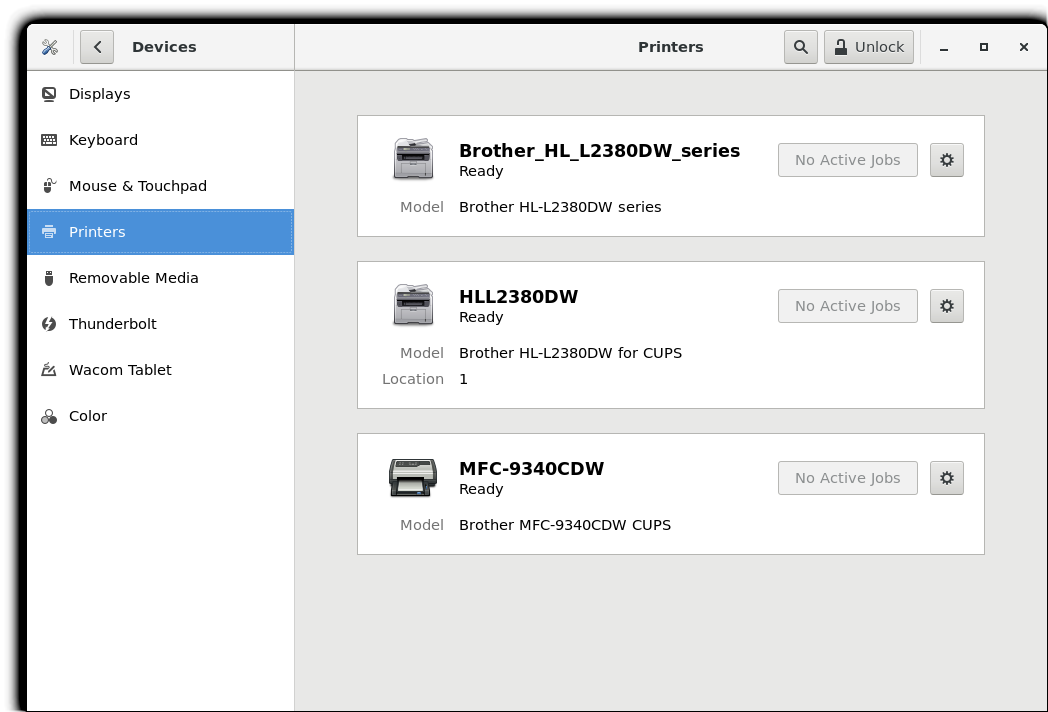 Devices
Printers
Unlock
Displays
Keyboard
Mouse & Touchpad
Printers
Removable Media
Thunderbolt
Wacom Tablet
Color
Brother_HL_L2380DW_series
Ready
No Active Jobs
Model Brother HL-L2380DW series
HLL2380DW
Ready
No Active Jobs
Model Brother HL-L2380DW for CUPS
Location 1
MFC-9340CDW
Ready
No Active Jobs
Model Brother MFC-9340CDW CUPS